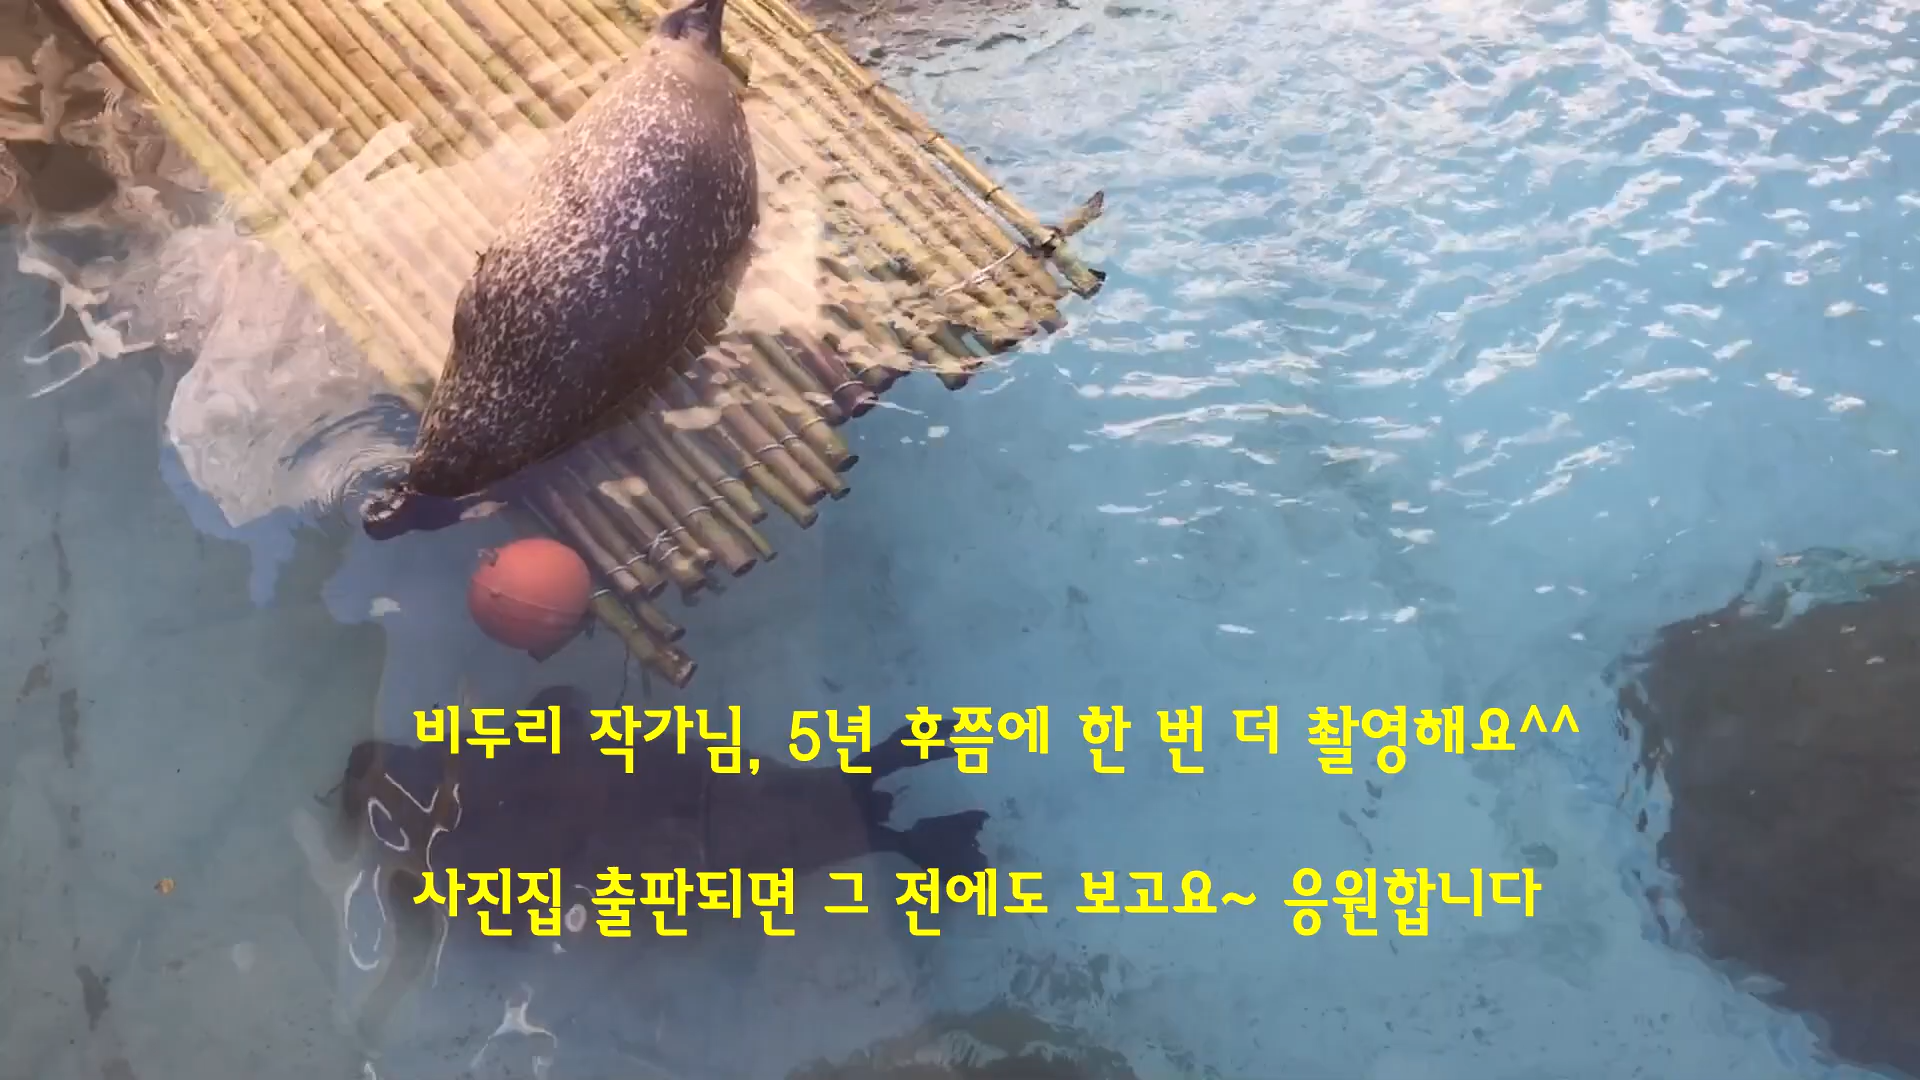 비두리 작가님, 5년 후쯤에 한 번 더 촬영해요^^
사진집 출판되면 그 전에도 보고요~ 응원합니다